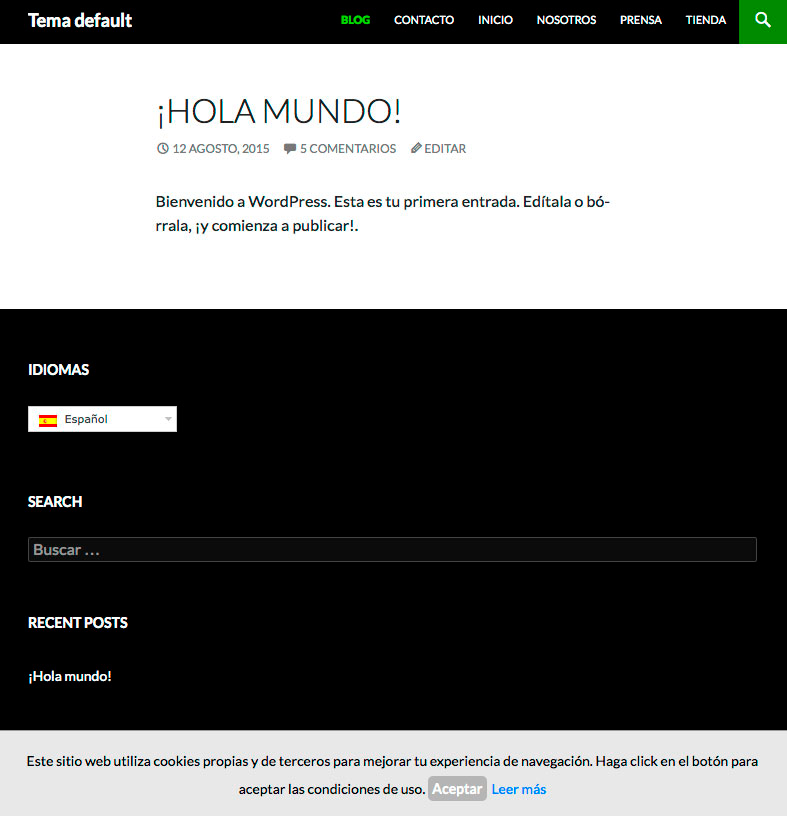 Tema default
BLOG CONTACTO INICIO NOSOTROS PRENSA TIENDA
¡HOLA MUNDO!
12 AGOSTO, 2015 5 COMENTARIOS EDITAR
Bienvenido a WordPress. Esta es tu primera entrada. Edítala o bó-
rrala, ¡y comienza a publicar!.
IDIOMAS
Español
SEARCH
Buscar …
RECENT POSTS
¡Hola mundo!
Este sitio web utiliza cookies propias y de terceros para mejorar tu experiencia de navegación. Haga click en el botón para
aceptar las condiciones de uso. Aceptar Leer más